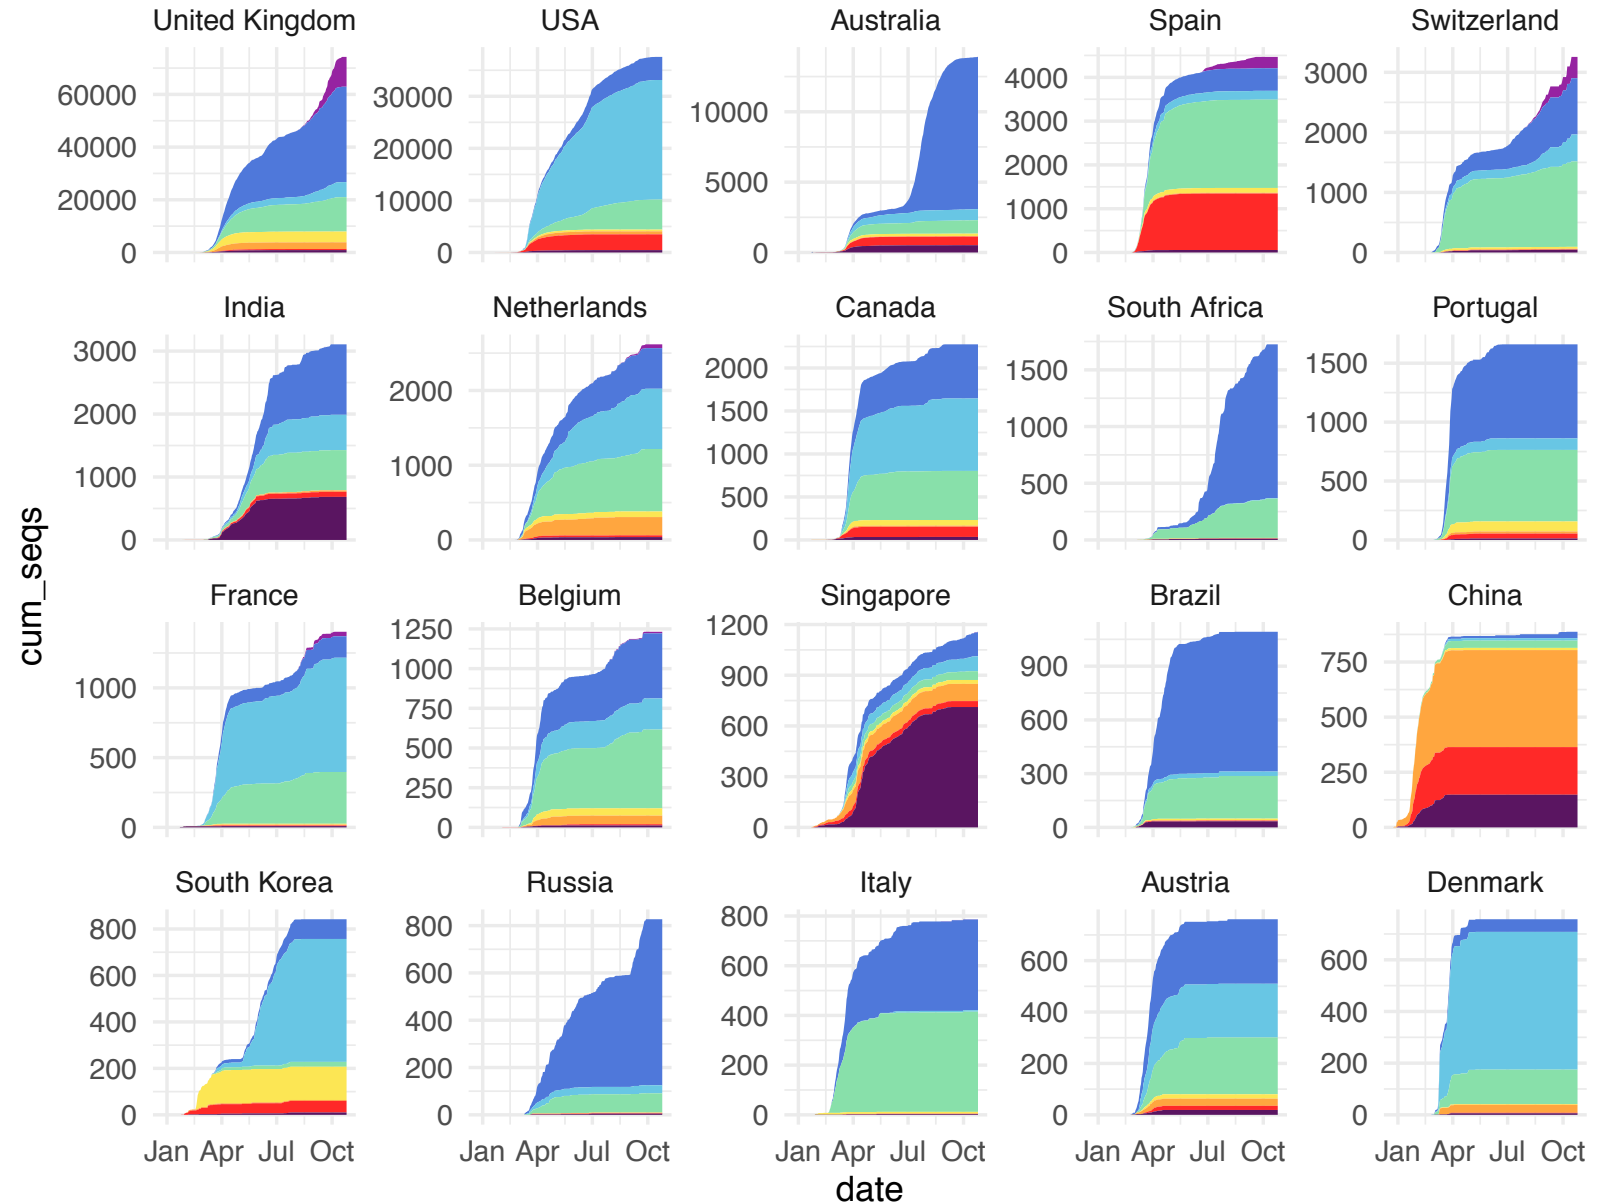 United Kingdom USA Australia Spain Switzerland
60000 40000 20000 0
30000 20000 10000 0
10000 5000 0
4000 3000 2000 1000 0
3000 2000 1000 0
India Netherlands Canada South Africa Portugal
3000 2000 1000 0
2000 1000 0
2000 1500 1000 500 0
1500 1000 500 0
1500 1000 500 0
cum_seqs
France Belgium Singapore Brazil China
1000 500 0
1250 1000 750 500 250 0
1200 900 600 300 0
900 600 300 0
750 500 250 0
South Korea Russia Italy Austria Denmark
800 600 400 200 0
800 600 400 200 0
800 600 400 200 0
600 400 200 0
600 400 200 0
Jan Apr Jul Oct Jan Apr Jul Oct Jan Apr Jul Oct Jan Apr Jul Oct Jan Apr Jul Oct
date